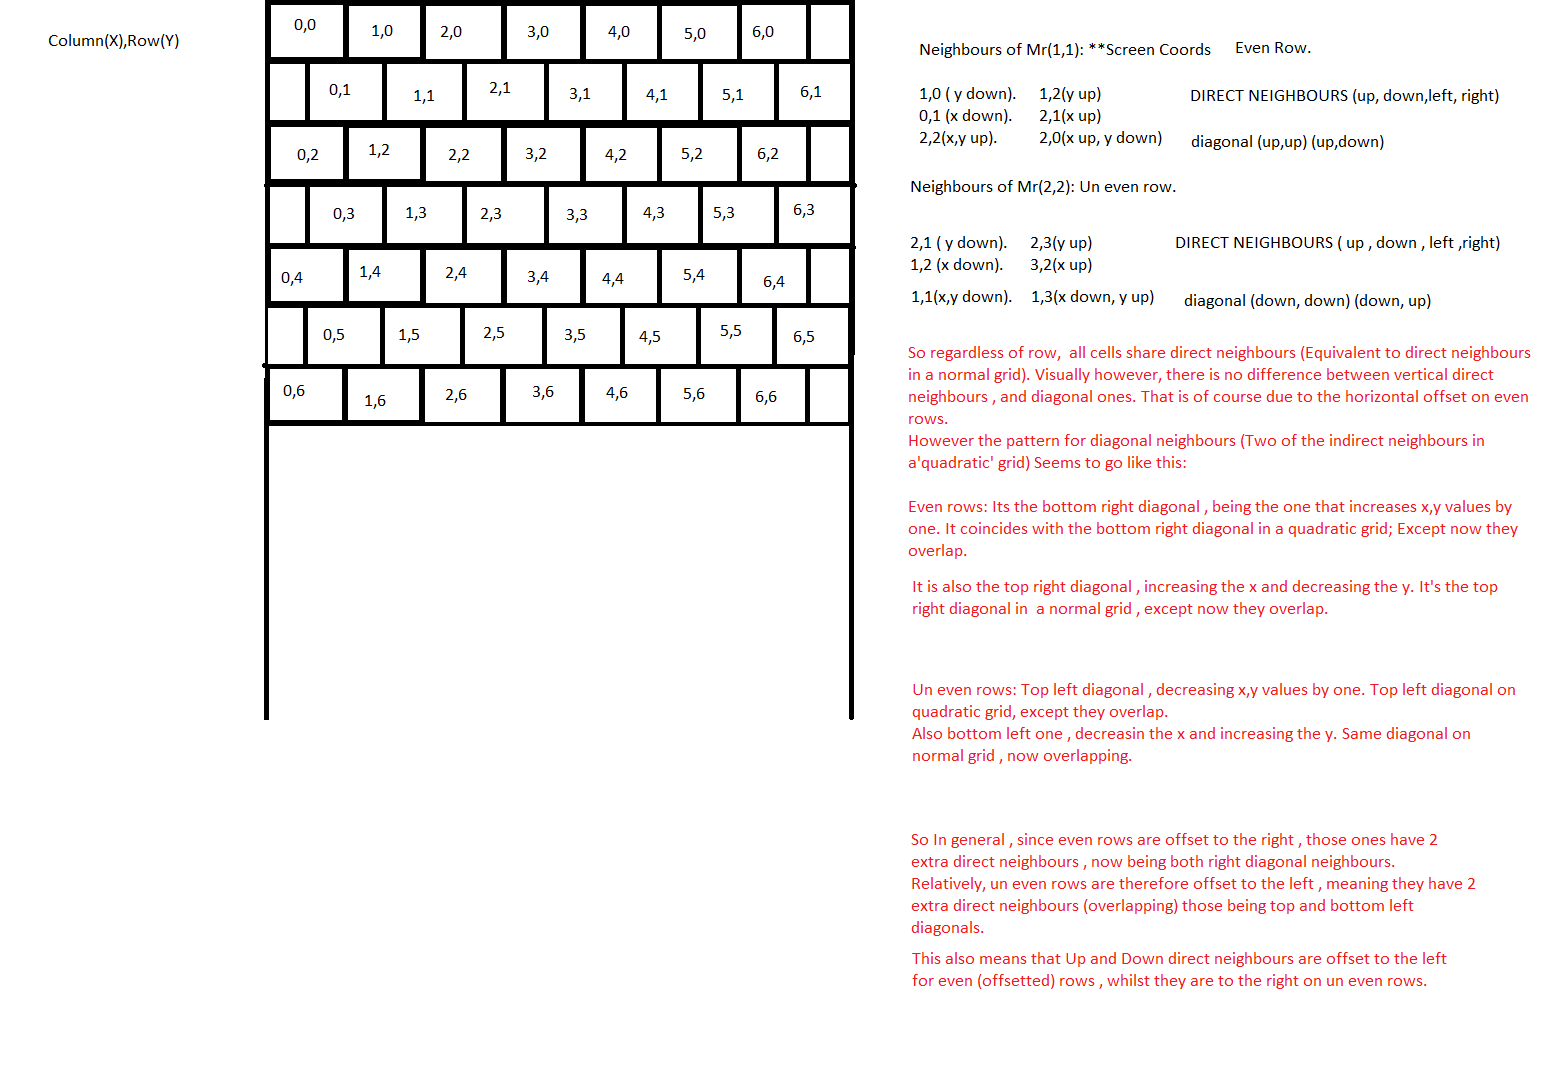 Column(X),Row(Y)
0,0 1,0 2,0 3,0 4,0 5,0 6,0
0,1 1,1 2,1 3,1 4,1 5,1 6,1
0,2 1,2 2,2 3,2 4,2 5,2 6,2
0,3 1,3 2,3 3,3 4,3 5,3 6,3
0,4 1,4 2,4 3,4 4,4 5,4 6,4
0,5 1,5 2,5 3,5 4,5 5,5 6,5
0,6 1,6 2,6 3,6 4,6 5,6 6,6
Neighbours of Mr(1,1): **Screen Coords Even Row.
1,0 ( y down). 1,2(y up) DIRECT NEIGHBOURS (up, down,left, right)
0,1 (x down). 2,1(x up)
2,2(x,y up). 2,0(x up, y down) diagonal (up,up) (up,down)
Neighbours of Mr(2,2): Un even row.
2,1 ( y down). 2,3(y up) DIRECT NEIGHBOURS ( up , down , left ,right)
1,2 (x down). 3,2(x up)
1,1(x,y down). 1,3(x down, y up) diagonal (down, down) (down, up)
So regardless of row, all cells share direct neighbours (Equivalent to direct neighbours
in a normal grid). Visually however, there is no difference between vertical direct
neighbours , and diagonal ones. That is of course due to the horizontal offset on even
rows.
However the pattern for diagonal neighbours (Two of the indirect neighbours in
a'quadratic' grid) Seems to go like this:
Even rows: Its the bottom right diagonal , being the one that increases x,y values by
one. It coincides with the bottom right diagonal in a quadratic grid; Except now they
overlap.
It is also the top right diagonal , increasing the x and decreasing the y. It's the top
right diagonal in a normal grid , except now they overlap.
Un even rows: Top left diagonal , decreasing x,y values by one. Top left diagonal on
quadratic grid, except they overlap.
Also bottom left one , decreasin the x and increasing the y. Same diagonal on
normal grid , now overlapping.
So In general , since even rows are offset to the right , those ones have 2
extra direct neighbours , now being both right diagonal neighbours.
Relatively, un even rows are therefore offset to the left , meaning they have 2
extra direct neighbours (overlapping) those being top and bottom left
diagonals.
This also means that Up and Down direct neighbours are offset to the left
for even (offsetted) rows , whilst they are to the right on un even rows.